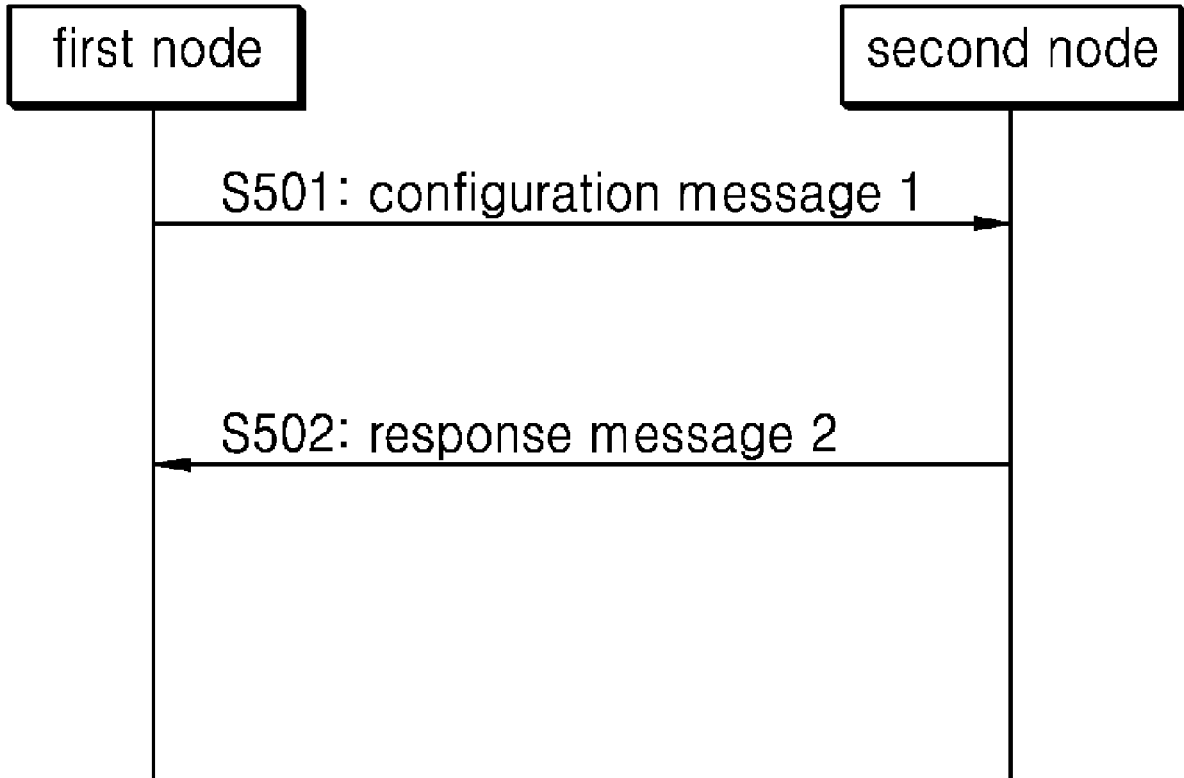 first node
second node
S501: configuration message 1
S502: response message 2